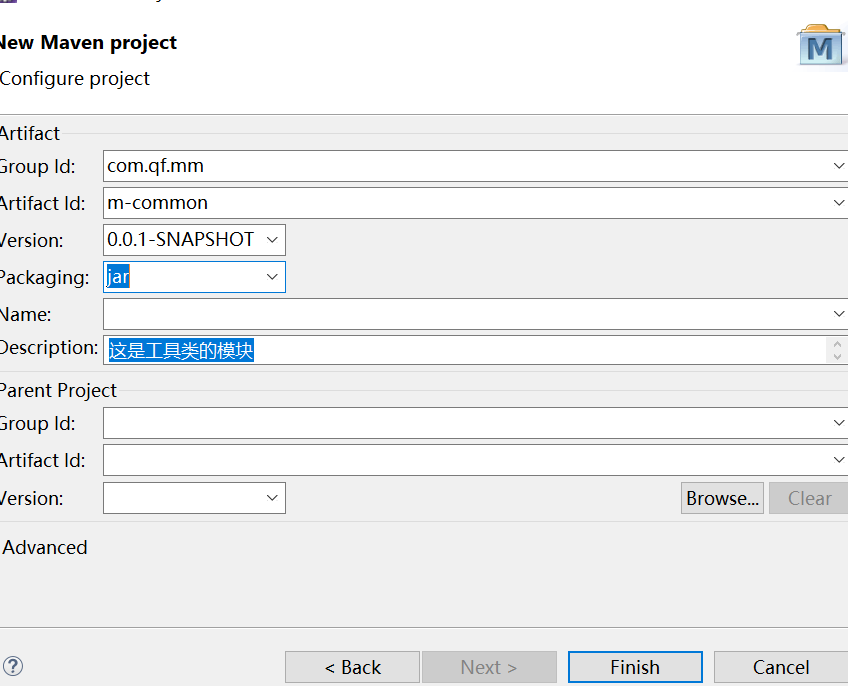 New Maven project
Configure project
Artifact
Group Id: com.qf.mm
Artifact Id: m-common
Version: 0.0.1-SNAPSHOT
Packaging: jar
Name:
Description: 这是工具类的模块
Parent Project
Group Id:
Artifact Id:
Version:
Browse... Clear
Advanced
< Back Next > Finish Cancel